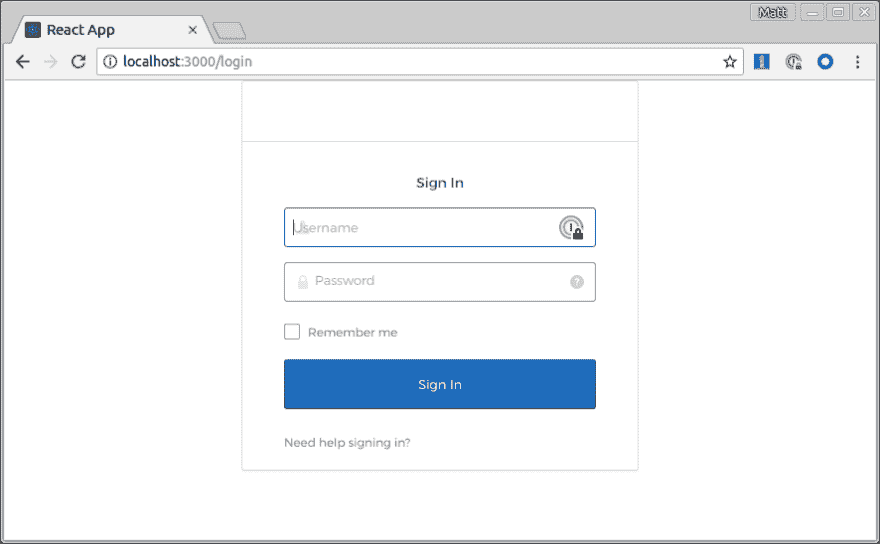 Matt
React App
localhost:3000/login
Sign In
Username
Password
?
Remember me
Sign In
Need help signing in?